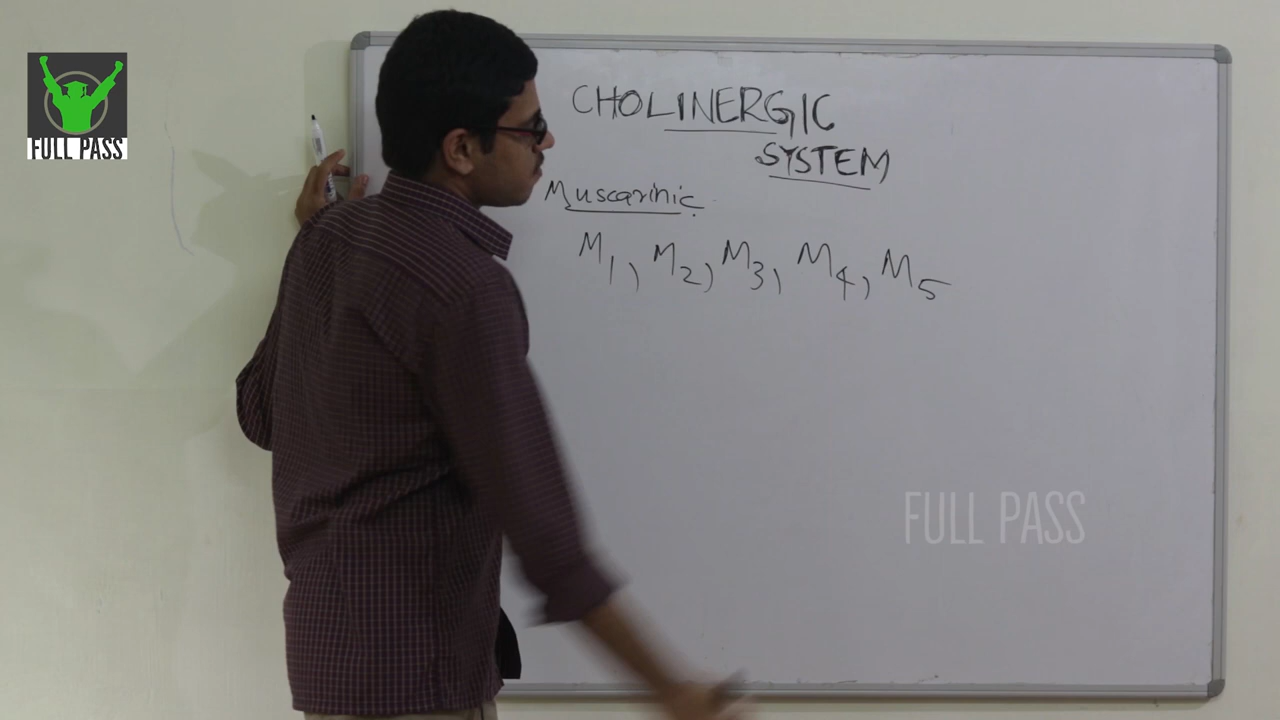 FULL PASS
CHOLINERGIC
SYSTEM
Muscarinic
M1, M2, M3, M4, M5
FULL PASS